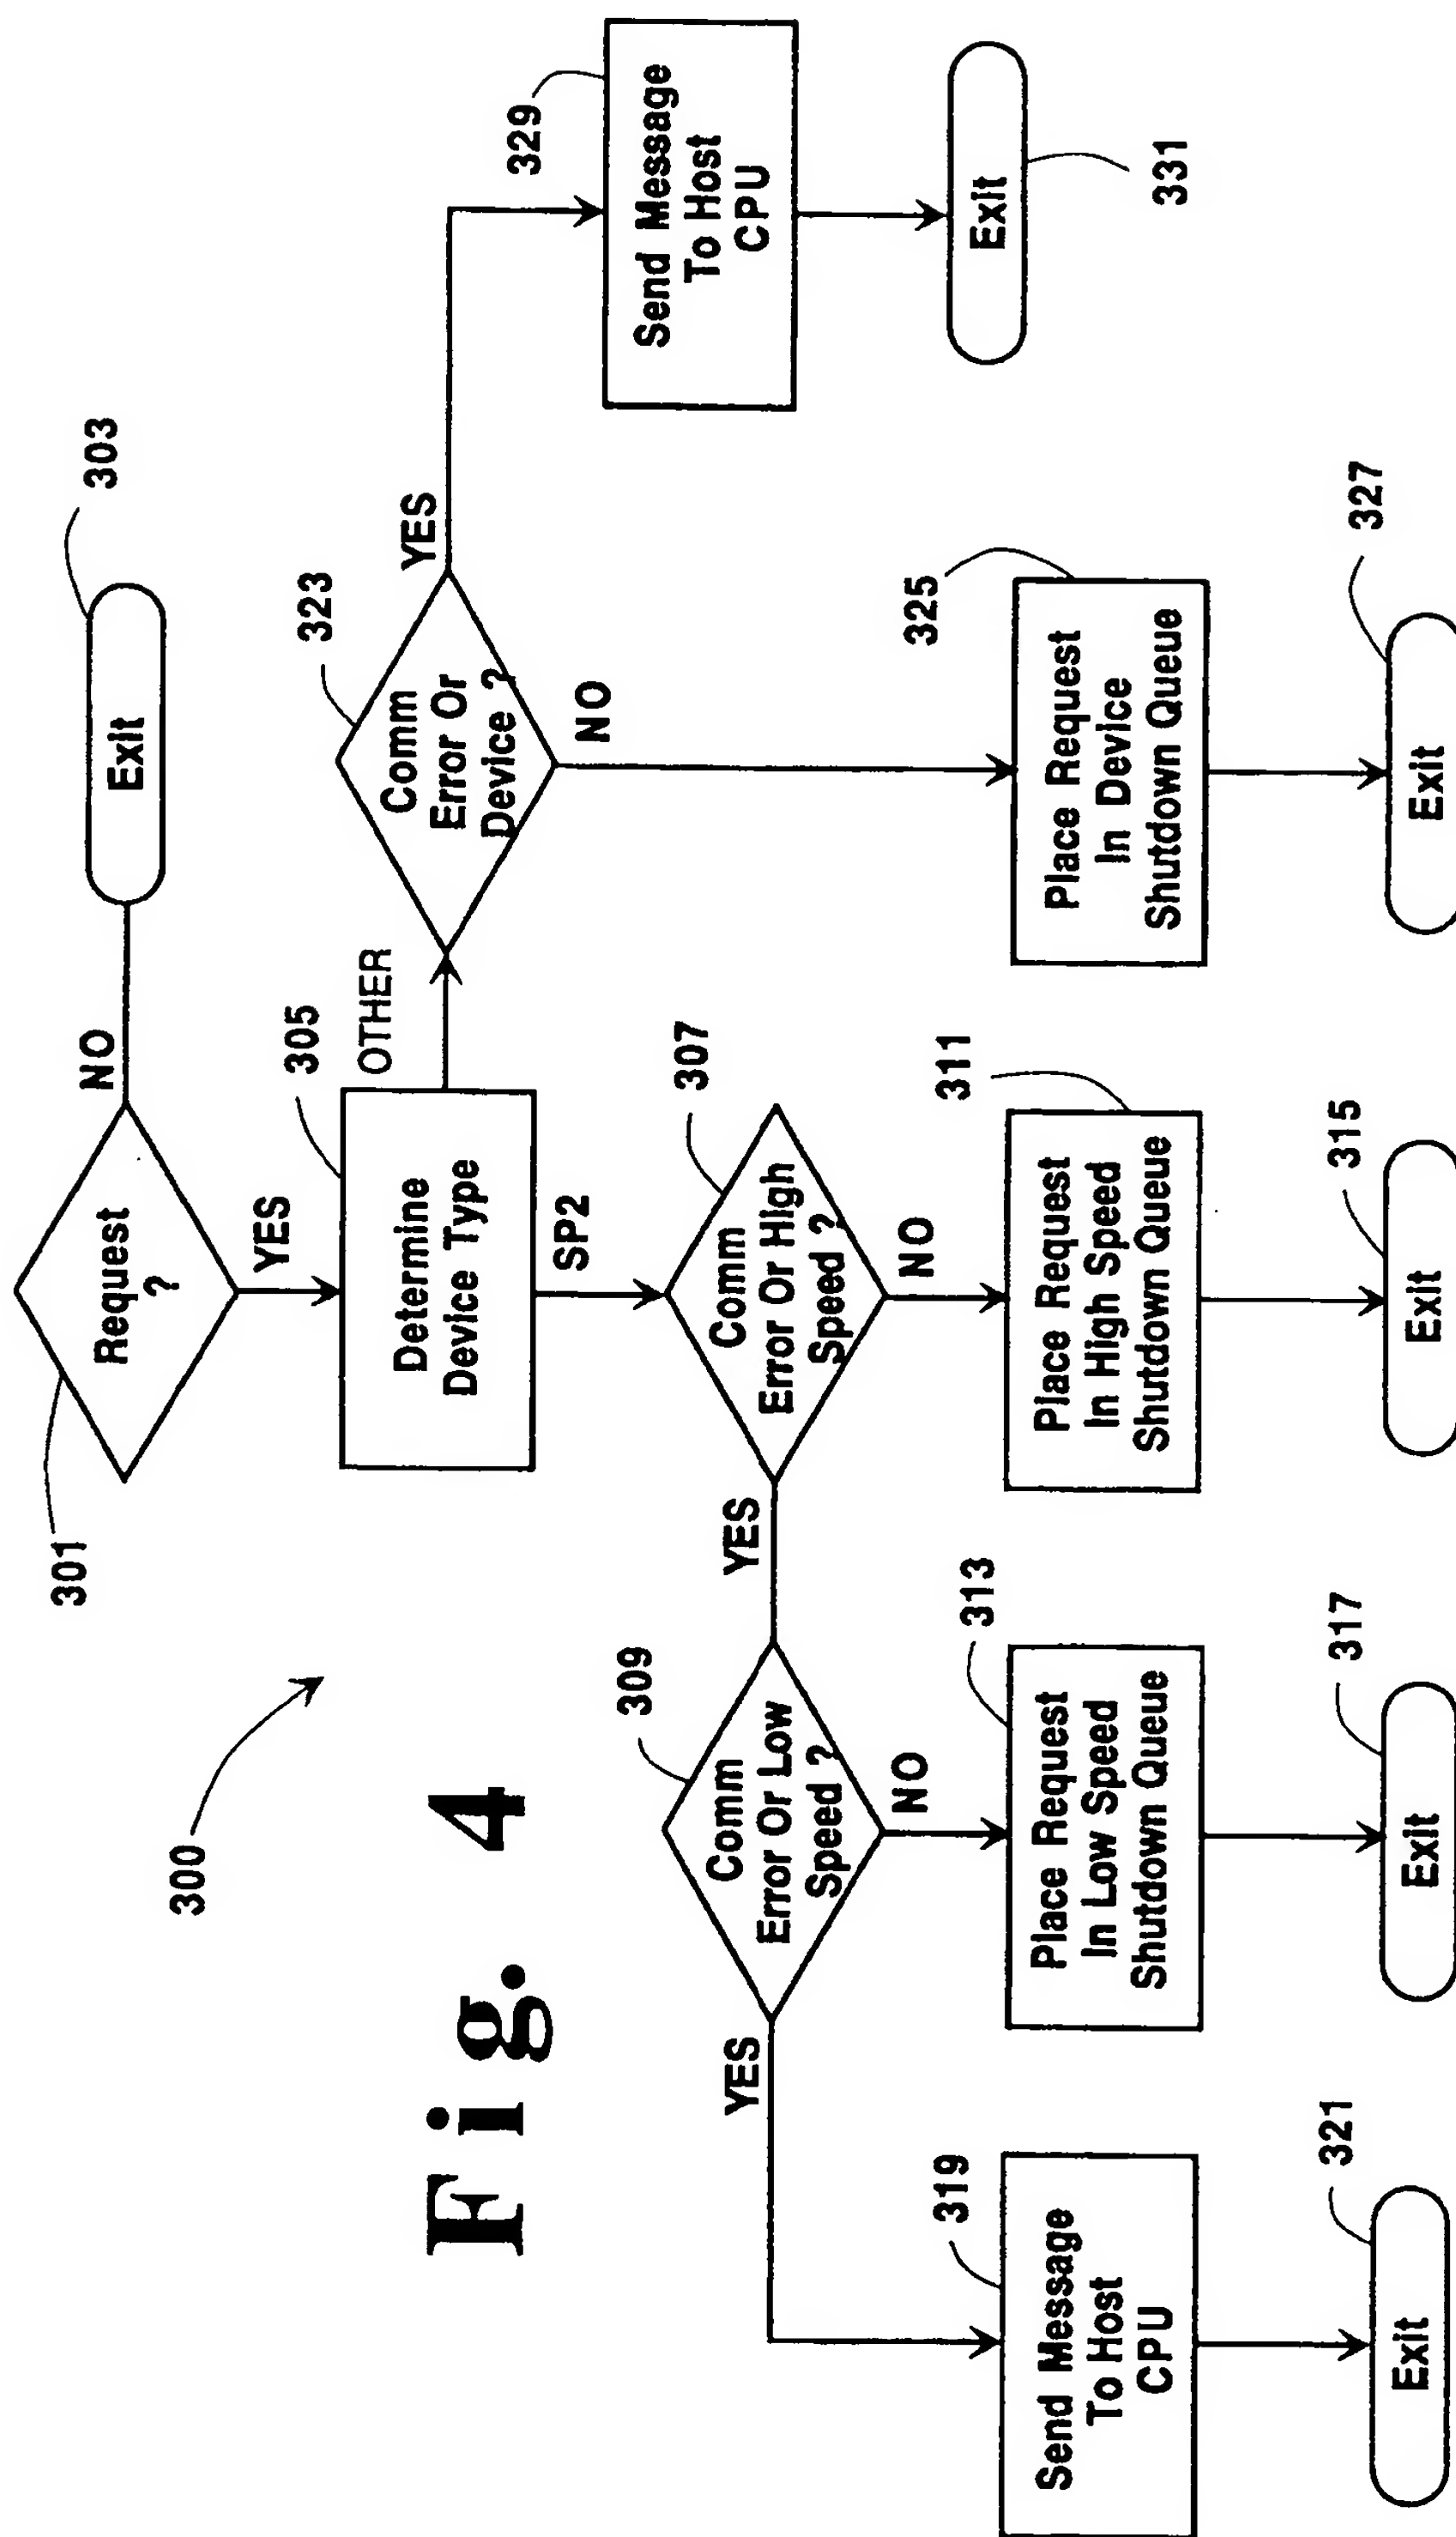 Request
?
301
NO
Exit
303
YES
Determine
Device Type
305
OTHER
Comm
Error Or
Device ?
323
YES
Send Message
To Host
CPU
329
Exit
331
NO
Place Request
In Device
Shutdown Queue
325
Exit
327
SP2
Comm
Error Or High
Speed ?
307
NO
Place Request
In High Speed
Shutdown Queue
311
Exit
315
YES
Comm
Error Or Low
Speed ?
309
NO
Place Request
In Low Speed
Shutdown Queue
313
Exit
317
YES
Send Message
To Host
CPU
319
Exit
321
300
Fig. 4